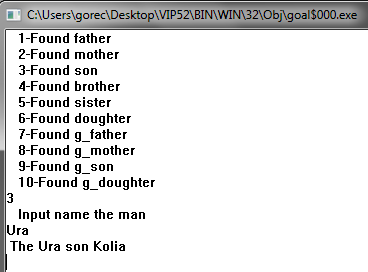 C:\Users\gorec\Desktop\VIP52\BIN\WIN\32\Obj\goal$000.exe
1-Found father
2-Found mother
3-Found son
4-Found brother
5-Found sister
6-Found doughter
7-Found g_father
8-Found g_mother
9-Found g_son
10-Found g_doughter
3
Input name the man
Ura
The Ura son Kolia